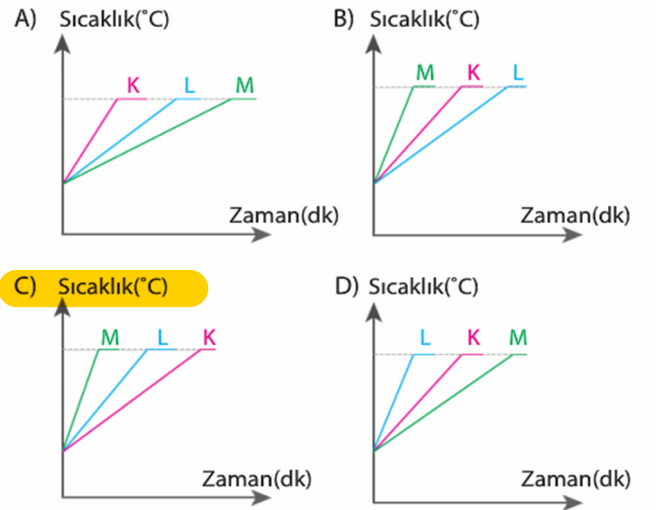 A) Sıcaklık(°C)
K L M
Zaman(dk)
B) Sıcaklık(°C)
M K L
Zaman(dk)
C) Sıcaklık(°C)
M L K
Zaman(dk)
D) Sıcaklık(°C)
L K M
Zaman(dk)